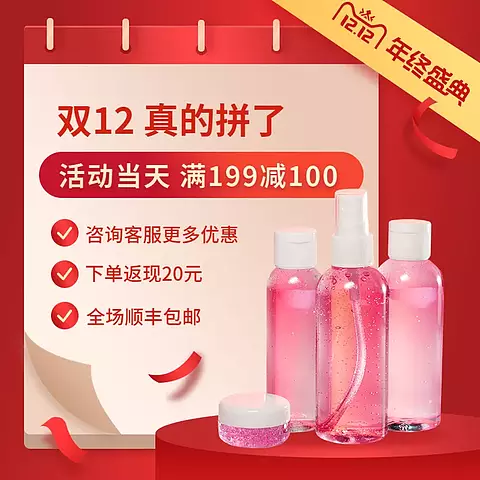 12.12
年终盛典
双12 真的拼了
活动当天 满199减100
咨询客服更多优惠
下单返现20元
全场顺丰包邮